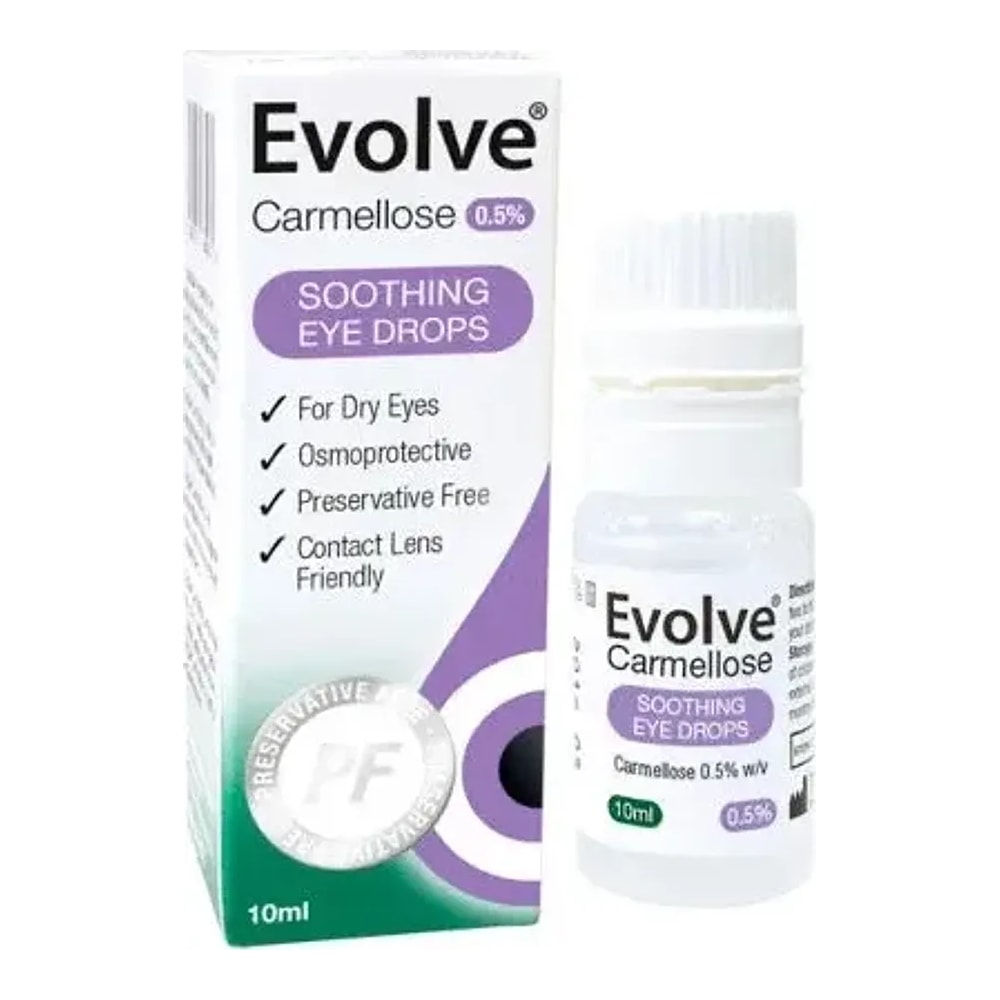 Evolve®
Carmellose 0.5%
SOOTHING
EYE DROPS
✓ For Dry Eyes
✓ Osmoprotective
✓ Preservative Free
✓ Contact Lens
Friendly
PF
10ml
Evolve®
Carmellose
SOOTHING
EYE DROPS
Carmellose 0.5% w/v
10ml 0.5%